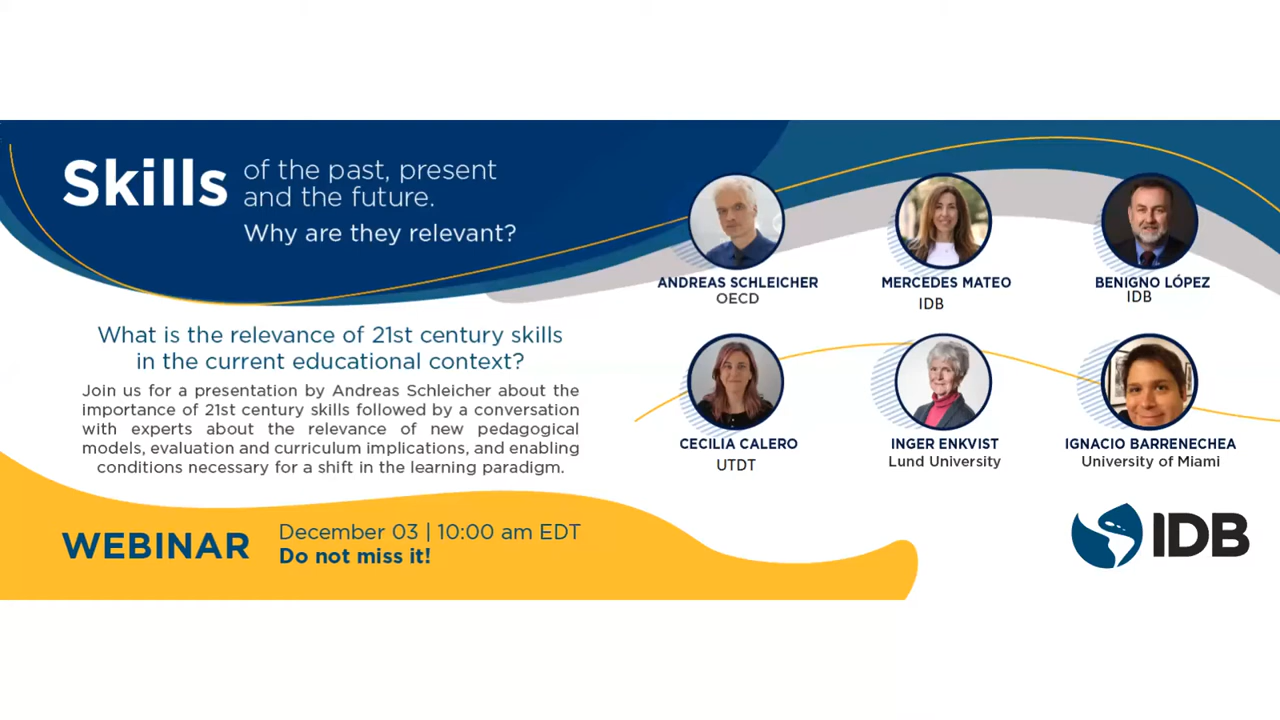 Skills
of the past, present
and the future.
Why are they relevant?
What is the relevance of 21st century skills
in the current educational context?
Join us for a presentation by Andreas Schleicher about the
importance of 21st century skills followed by a conversation
with experts about the relevance of new pedagogical
models, evaluation and curriculum implications, and enabling
conditions necessary for a shift in the learning paradigm.
WEBINAR
December 03 | 10:00 am EDT
Do not miss it!
ANDREAS SCHLEICHER
OECD
MERCEDES MATEO
IDB
BENIGNO LÓPEZ
IDB
CECILIA CALERO
UTDT
INGER ENKVIST
Lund University
IGNACIO BARRENECHEA
University of Miami
IDB